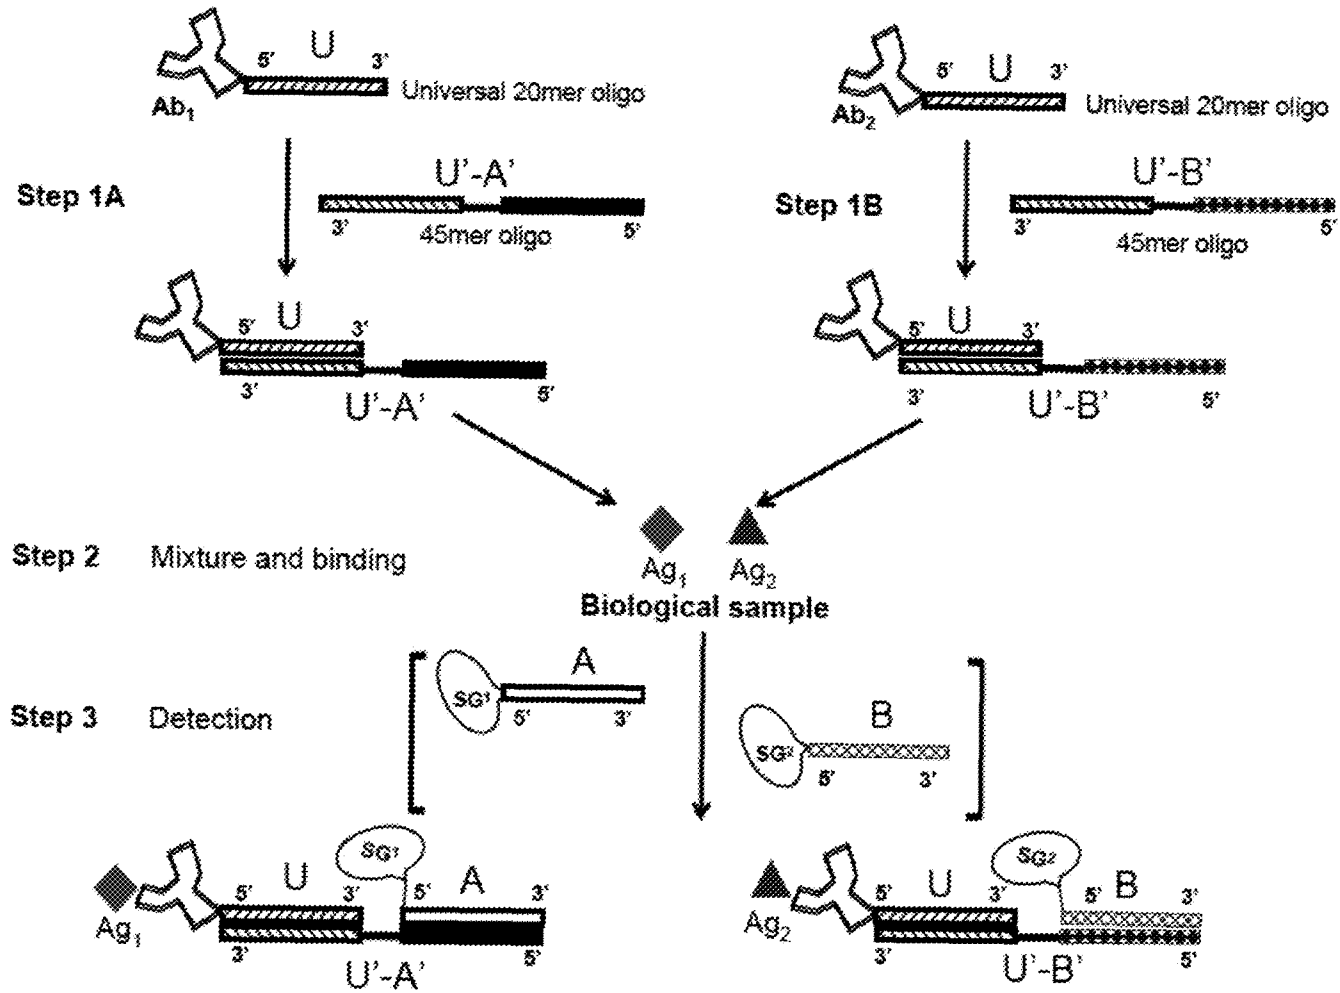 5' U 3'
Ab1
Universal 20mer oligo
5' U 3'
Ab2
Universal 20mer oligo
Step 1A
U'-A'
3' 45mer oligo 5'
Step 1B
U'-B'
3' 45mer oligo 5'
5' U 3'
3' U'-A' 5'
5' U 3'
3' U'-B' 5'
Step 2 Mixture and binding
Ag1 Ag2
Biological sample
Step 3 Detection
SG1 A
5' 3'
SG2 B
5' 3'
SG1
5' U 3' 5' A 3'
Ag1
3' U'-A' 5'
SG2
5' U 3' 5' B 3'
Ag2
3' U'-B' 5'